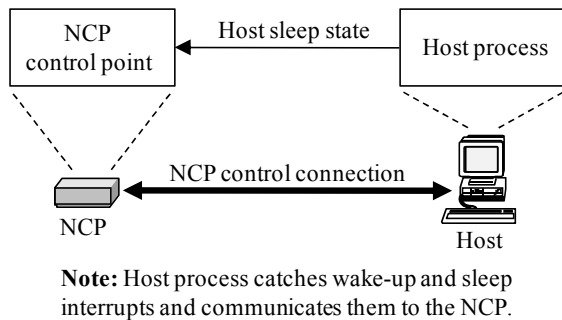 NCP
control point
Host sleep state
Host process
NCP control connection
NCP
Host
Note: Host process catches wake-up and sleep
interrupts and communicates them to the NCP.